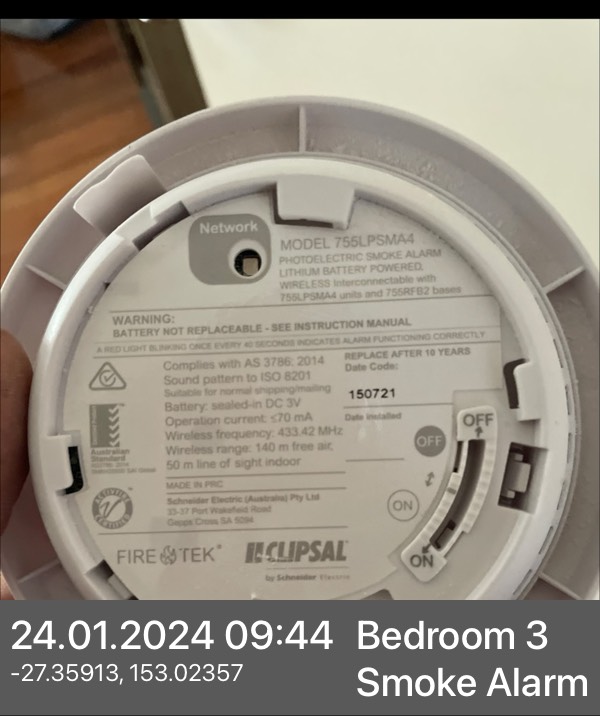 Network
MODEL 755LPSMA4
PHOTOELECTRIC SMOKE ALARM
LITHIUM BATTERY POWERED,
WIRELESS Interconnectable with
755LPSMA4 units and 755RFB2 bases
WARNING:
BATTERY NOT REPLACEABLE - SEE INSTRUCTION MANUAL
A RED LIGHT BLINKING ONCE EVERY 40 SECONDS INDICATES ALARM FUNCTIONING CORRECTLY
Complies with AS 3786: 2014
Sound pattern to ISO 8201
Suitable for normal shipping/mailing
Battery: sealed-in DC 3V
Operation current: ≤70 mA
Wireless frequency: 433.42 MHz
Wireless range: 140 m free air,
50 m line of sight indoor
REPLACE AFTER 10 YEARS
Date Code:
150721
Date Installed
OFF
OFF
ON
ON
Australian
Standard
MADE IN PRC
Schneider Electric (Australia) Pty Ltd
33-37 Port Wakefield Road
Gepps Cross SA 5094
ACTIVFIRE CERTIFIED
FIRETEK
CLIPSAL
by Schneider Electric
24.01.2024 09:44
-27.35913, 153.02357
Bedroom 3
Smoke Alarm